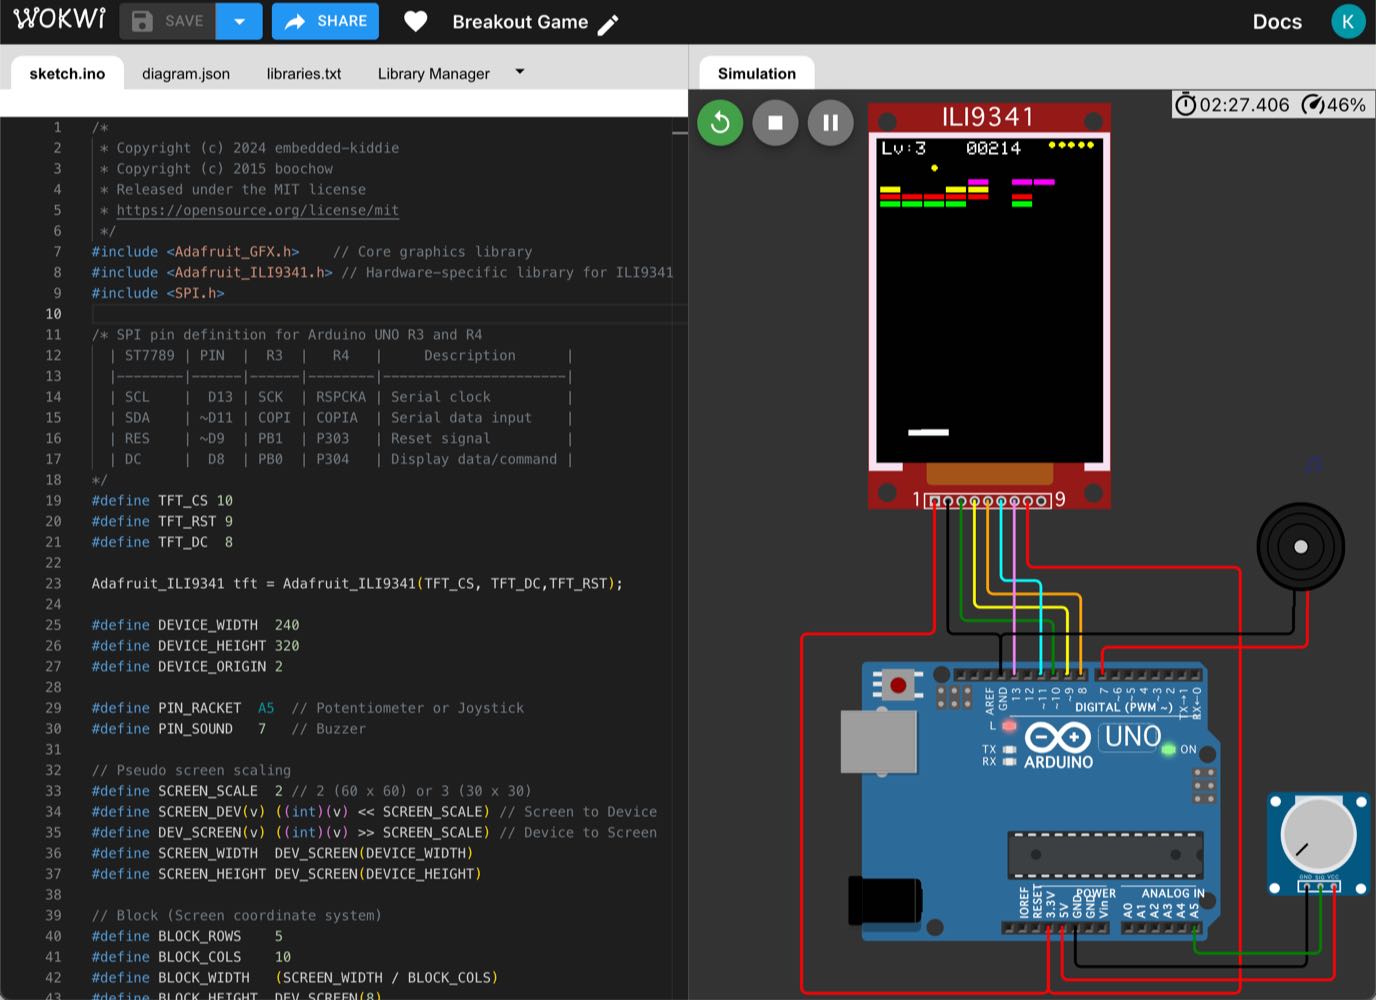 WOKWI SAVE SHARE Breakout Game Docs K
sketch.ino diagram.json libraries.txt Library Manager
1 /*
2 * Copyright (c) 2024 embedded-kiddie
3 * Copyright (c) 2015 boochow
4 * Released under the MIT license
5 * https://opensource.org/license/mit
6 */
7 #include <Adafruit_GFX.h> // Core graphics library
8 #include <Adafruit_ILI9341.h> // Hardware-specific library for ILI9341
9 #include <SPI.h>
10
11 /* SPI pin definition for Arduino UNO R3 and R4
12 | ST7789 | PIN | R3 | R4 | Description |
13 |--------|------|------|--------|----------------------|
14 | SCL | D13 | SCK | RSPCKA | Serial clock |
15 | SDA | ~D11 | COPI | COPIA | Serial data input |
16 | RES | ~D9 | PB1 | P303 | Reset signal |
17 | DC | D8 | PB0 | P304 | Display data/command |
18 */
19 #define TFT_CS 10
20 #define TFT_RST 9
21 #define TFT_DC 8
22
23 Adafruit_ILI9341 tft = Adafruit_ILI9341(TFT_CS, TFT_DC,TFT_RST);
24
25 #define DEVICE_WIDTH 240
26 #define DEVICE_HEIGHT 320
27 #define DEVICE_ORIGIN 2
28
29 #define PIN_RACKET A5 // Potentiometer or Joystick
30 #define PIN_SOUND 7 // Buzzer
31
32 // Pseudo screen scaling
33 #define SCREEN_SCALE 2 // 2 (60 x 60) or 3 (30 x 30)
34 #define SCREEN_DEV(v) ((int)(v) << SCREEN_SCALE) // Screen to Device
35 #define DEV_SCREEN(v) ((int)(v) >> SCREEN_SCALE) // Device to Screen
36 #define SCREEN_WIDTH DEV_SCREEN(DEVICE_WIDTH)
37 #define SCREEN_HEIGHT DEV_SCREEN(DEVICE_HEIGHT)
38
39 // Block (Screen coordinate system)
40 #define BLOCK_ROWS 5
41 #define BLOCK_COLS 10
42 #define BLOCK_WIDTH (SCREEN_WIDTH / BLOCK_COLS)
43 #define BLOCK_HEIGHT DEV_SCREEN(8)
Simulation
02:27.406 46%
ILI9341
Lv:3 00214
1 9
AREF GND 13 12 ~11 ~10 ~9 8 7 ~6 ~5 4 ~3 2 TX→1 RX←0
DIGITAL (PWM ~)
L
TX
RX
ARDUINO
UNO
ON
IOREF RESET 3.3V 5V GND GND Vin
POWER
ANALOG IN
A0 A1 A2 A3 A4 A5
GND SIG VCC